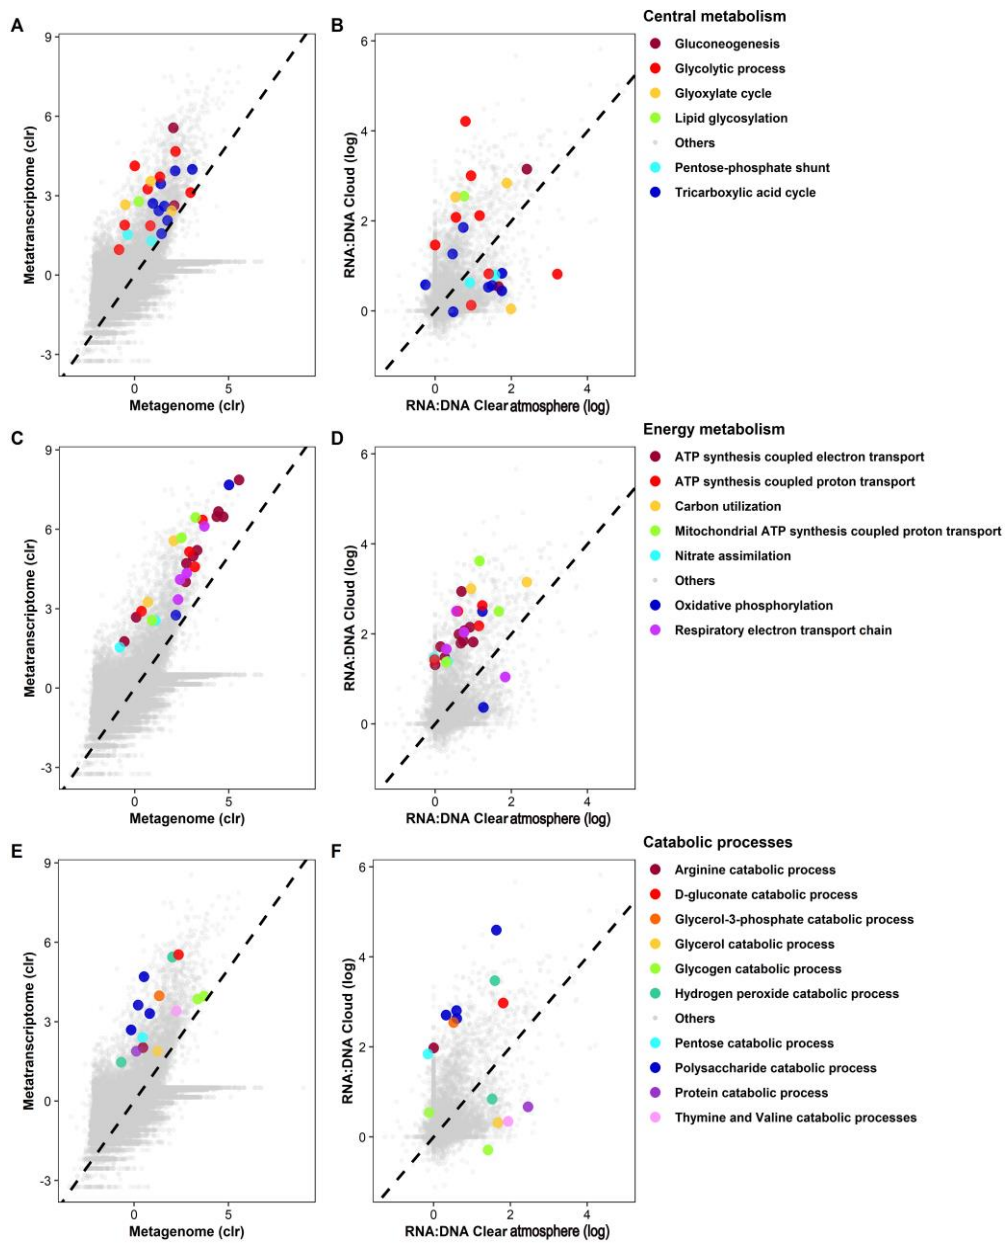 A
9
6
3
0
-3
Metatranscriptome (clr)
0
5
Metagenome (clr)
B
6
4
2
0
RNA:DNA Cloud (log)
0
2
4
RNA:DNA Clear atmosphere (log)
Central metabolism
Gluconeogenesis
Glycolytic process
Glyoxylate cycle
Lipid glycosylation
Others
Pentose-phosphate shunt
Tricarboxylic acid cycle
C
9
6
3
0
-3
Metatranscriptome (clr)
0
5
Metagenome (clr)
D
6
4
2
0
RNA:DNA Cloud (log)
0
2
4
RNA:DNA Clear atmosphere (log)
Energy metabolism
ATP synthesis coupled electron transport
ATP synthesis coupled proton transport
Carbon utilization
Mitochondrial ATP synthesis coupled proton transport
Nitrate assimilation
Others
Oxidative phosphorylation
Respiratory electron transport chain
E
9
6
3
0
-3
Metatranscriptome (clr)
0
5
Metagenome (clr)
F
6
4
2
0
RNA:DNA Cloud (log)
0
2
4
RNA:DNA Clear atmosphere (log)
Catabolic processes
Arginine catabolic process
D-gluconate catabolic process
Glycerol-3-phosphate catabolic process
Glycerol catabolic process
Glycogen catabolic process
Hydrogen peroxide catabolic process
Others
Pentose catabolic process
Polysaccharide catabolic process
Protein catabolic process
Thymine and Valine catabolic processes